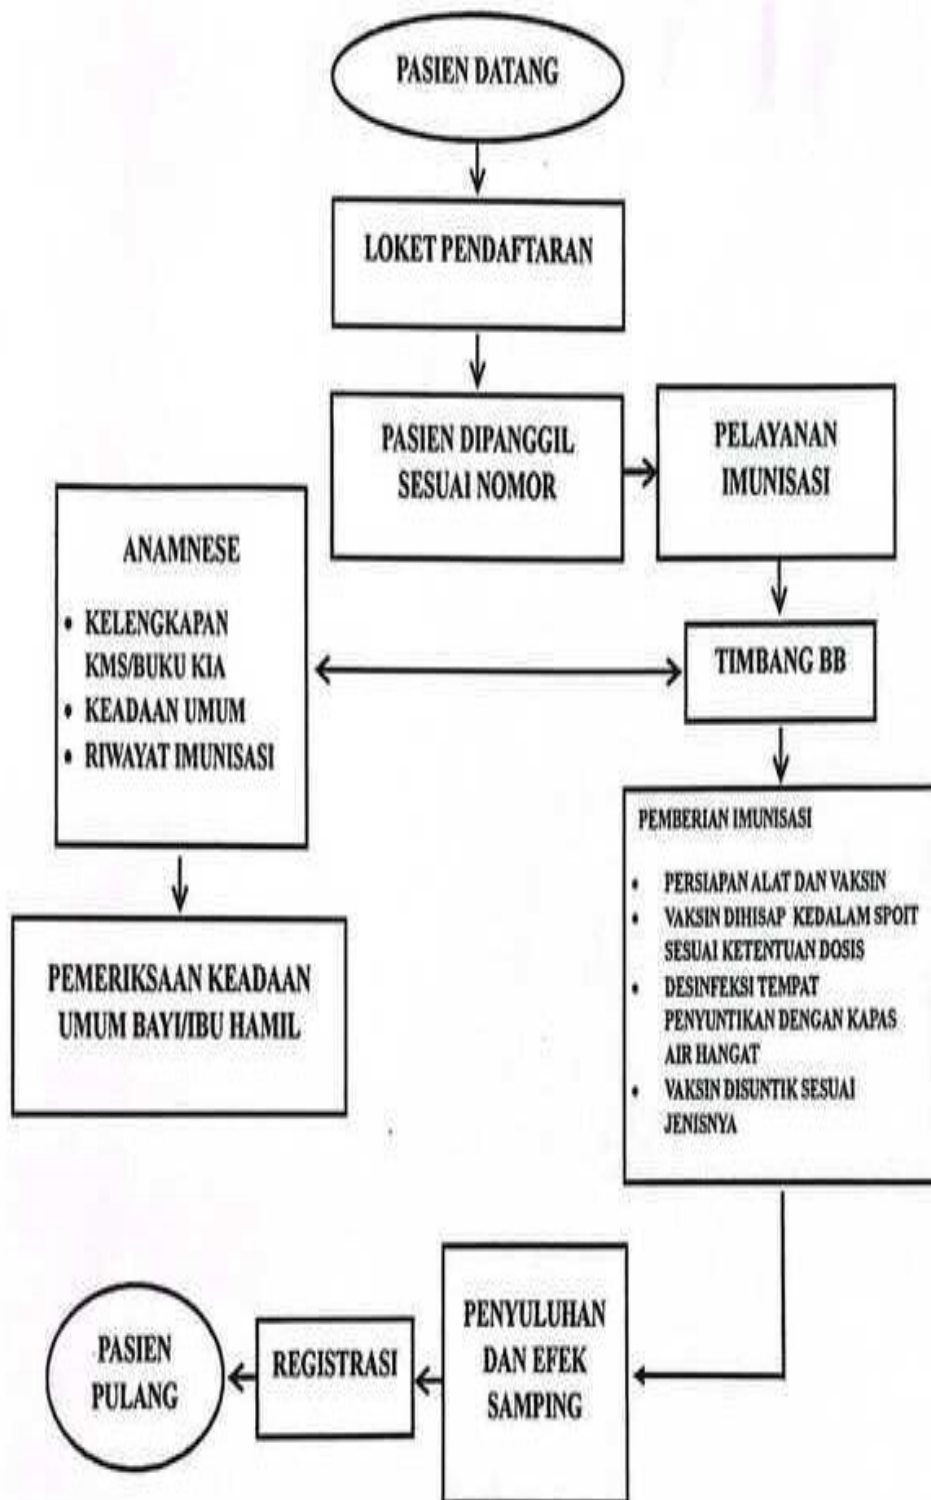 PASIEN DATANG
LOKET PENDAFTARAN
PASIEN DIPANGGIL
SESUAI NOMOR
PELAYANAN
IMUNISASI
ANAMNESE
• KELENGKAPAN
KMS/BUKU KIA
• KEADAAN UMUM
• RIWAYAT IMUNISASI
TIMBANG BB
PEMERIKSAAN KEADAAN
UMUM BAYI/IBU HAMIL
PEMBERIAN IMUNISASI
• PERSIAPAN ALAT DAN VAKSIN
• VAKSIN DIHISAP KEDALAM SPOIT
SESUAI KETENTUAN DOSIS
• DESINFEKSI TEMPAT
PENYUNTIKAN DENGAN KAPAS
AIR HANGAT
• VAKSIN DISUNTIK SESUAI
JENISNYA
PENYULUHAN
DAN EFEK
SAMPING
REGISTRASI
PASIEN
PULANG